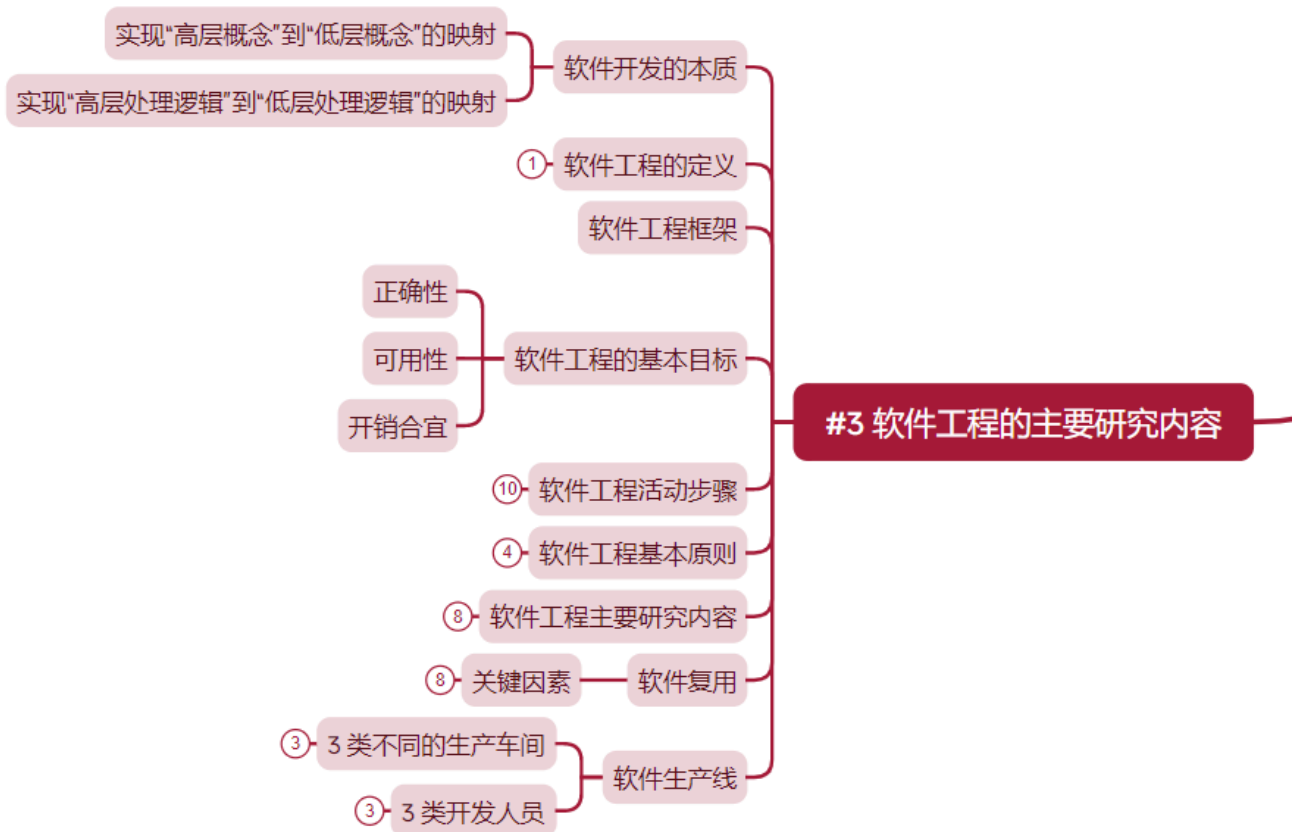 #3 软件工程的主要研究内容
软件开发的本质
实现“高层概念”到“低层概念”的映射
实现“高层处理逻辑”到“低层处理逻辑”的映射
软件工程的定义
1
软件工程框架
软件工程的基本目标
正确性
可用性
开销合宜
软件工程活动步骤
10
软件工程基本原则
4
软件工程主要研究内容
8
软件复用
关键因素
8
软件生产线
3 类不同的生产车间
3
3 类开发人员
3